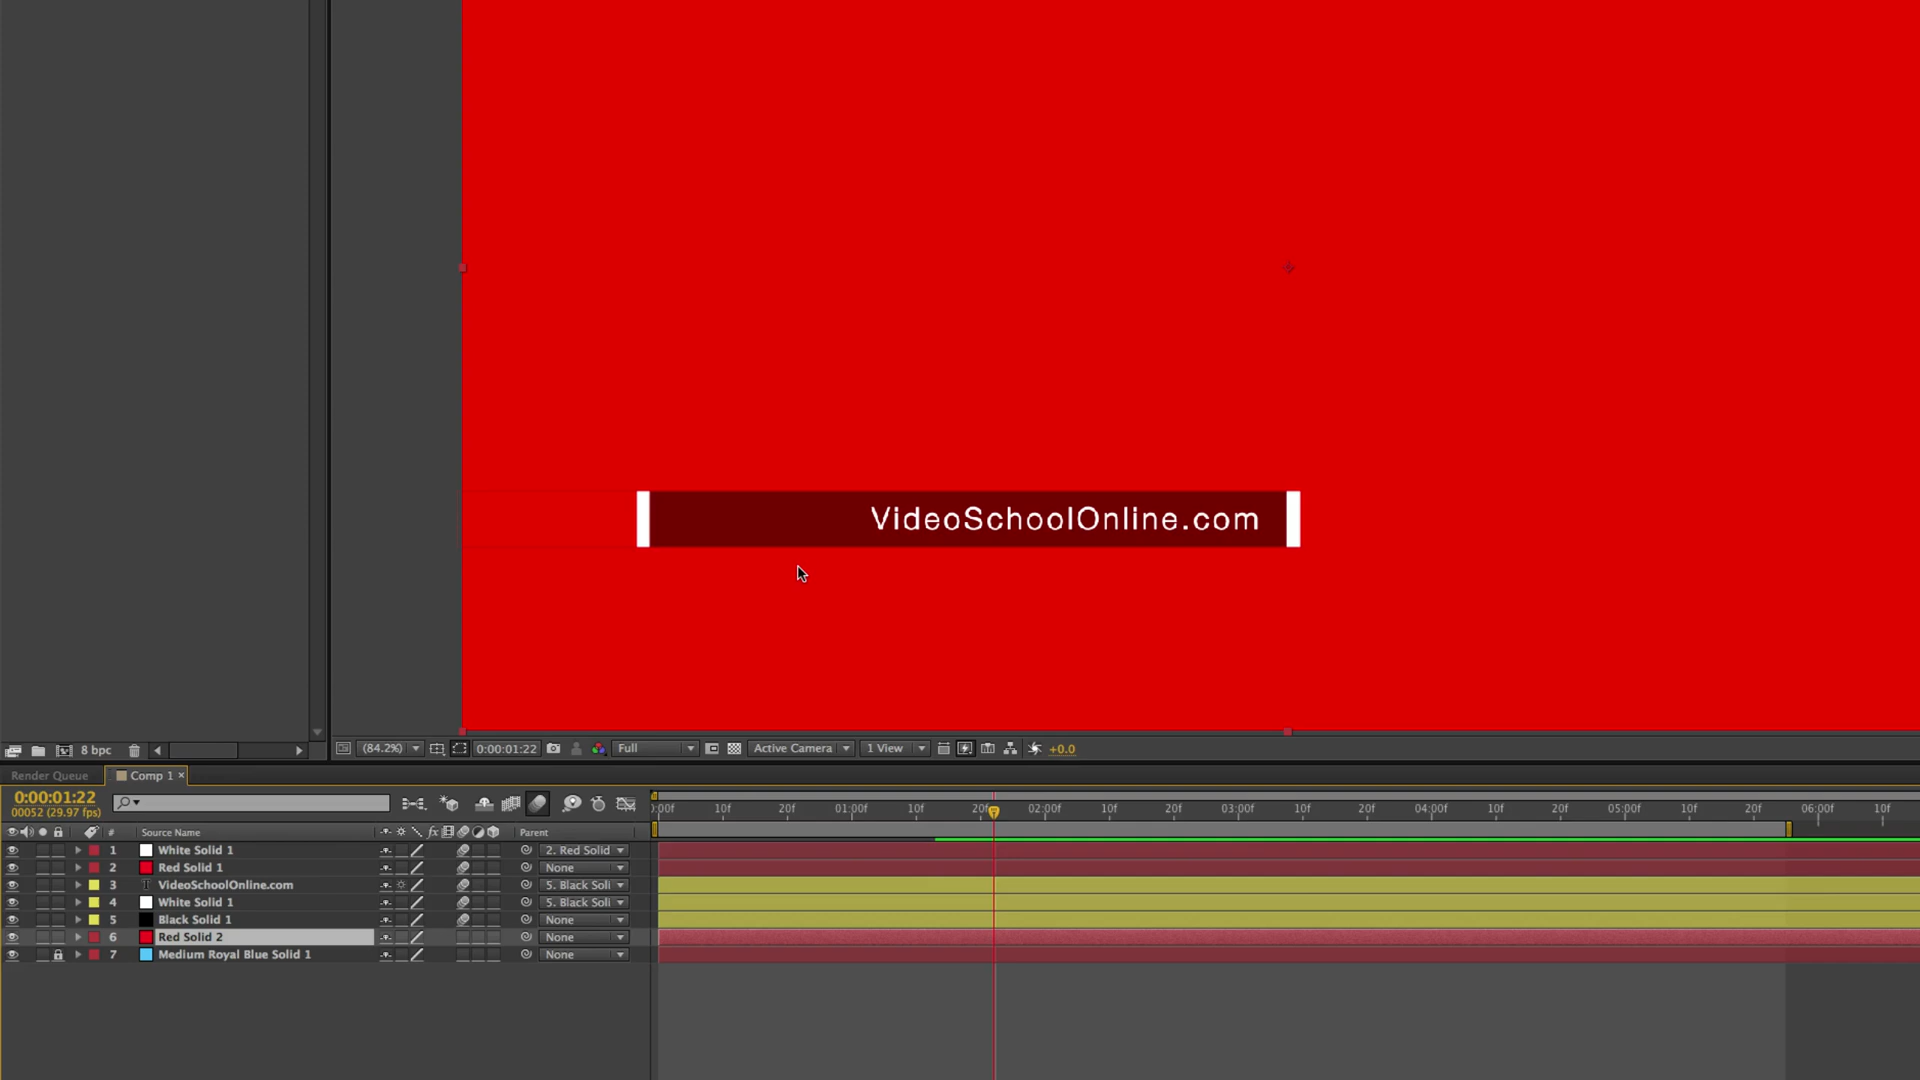 VideoSchoolOnline.com
8 bpc
(84.2%)
0:00:01:22
Full
Active Camera
1 View
+0.0
Render Queue
Comp 1
0:00:01:22
00052 (29.97 fps)
:00f 10f 20f 01:00f 10f 20f 02:00f 10f 20f 03:00f 10f 20f 04:00f 10f 20f 05:00f 10f 20f 06:00f 10f
# Source Name fx Parent
1 White Solid 1 2. Red Solid
2 Red Solid 1 None
3 T VideoSchoolOnline.com 5. Black Soli
4 White Solid 1 5. Black Soli
5 Black Solid 1 None
6 Red Solid 2 None
7 Medium Royal Blue Solid 1 None